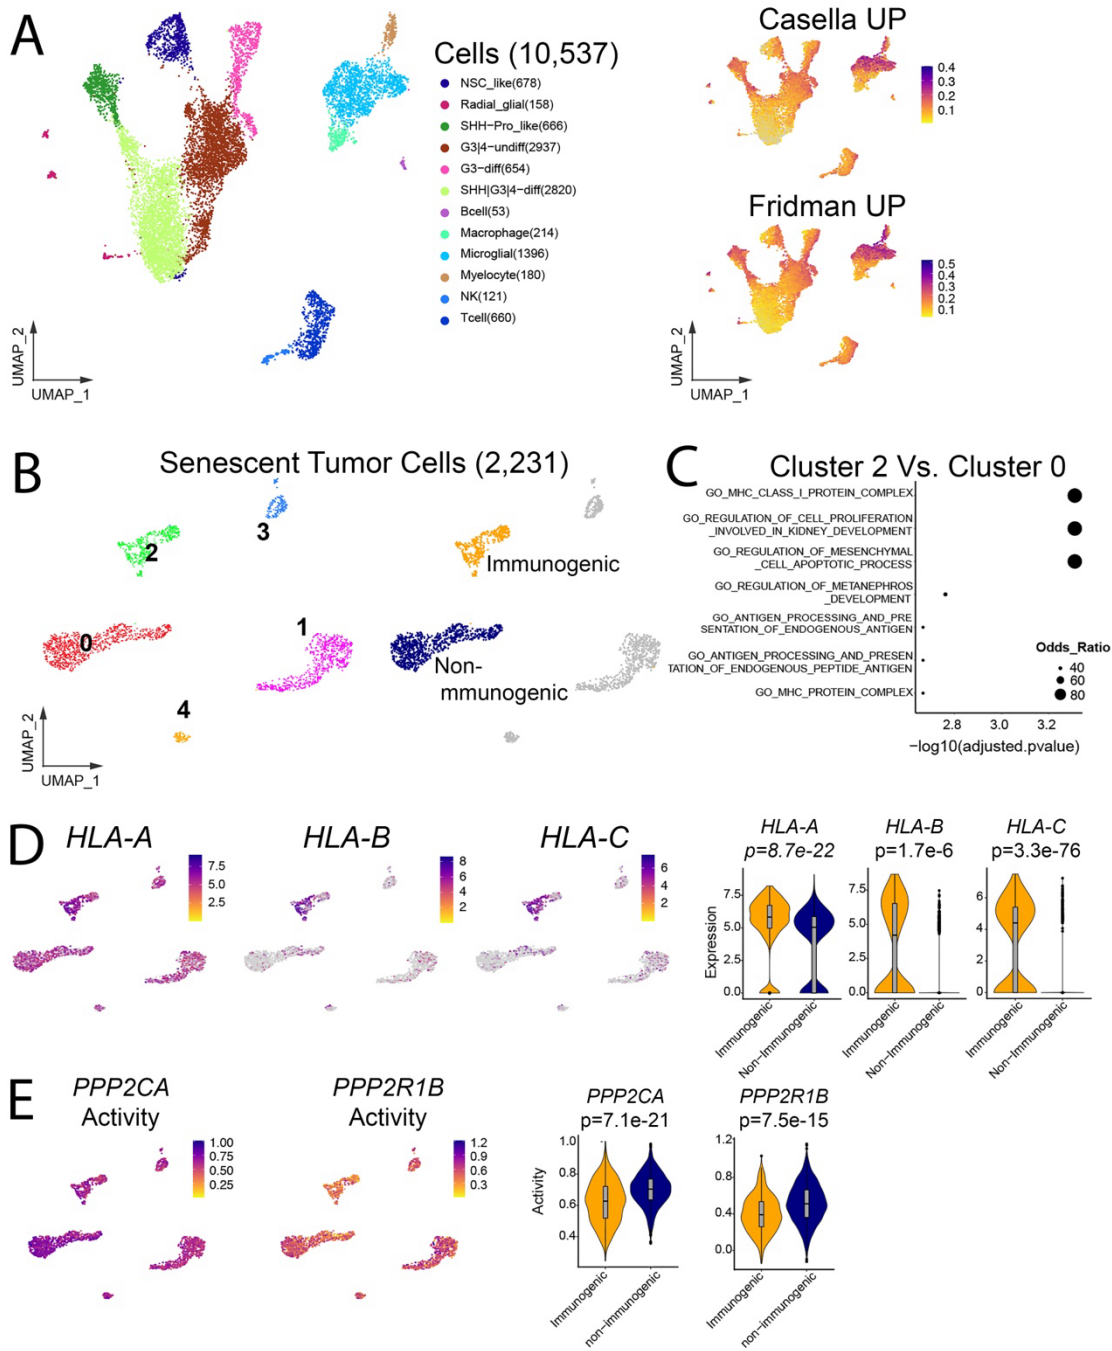 A
Cells (10,537)
NSC_like(678)
Radial_glial(158)
SHH-Pro_like(666)
G3|4-undiff(2937)
G3-diff(654)
SHH|G3|4-diff(2820)
Bcell(53)
Macrophage(214)
Microglial(1396)
Myelocyte(180)
NK(121)
Tcell(660)
UMAP_2
UMAP_1
Casella UP
0.4
0.3
0.2
0.1
Fridman UP
0.5
0.4
0.3
0.2
0.1
UMAP_2
UMAP_1
B
Senescent Tumor Cells (2,231)
3
2
0
1
4
Immunogenic
Non-
mmunogenic
UMAP_2
UMAP_1
C
Cluster 2 Vs. Cluster 0
GO_MHC_CLASS_I_PROTEIN_COMPLEX
GO_REGULATION_OF_CELL_PROLIFERATION
_INVOLVED_IN_KIDNEY_DEVELOPMENT
GO_REGULATION_OF_MESENCHYMAL
_CELL_APOPTOTIC_PROCESS
GO_REGULATION_OF_METANEPHROS
_DEVELOPMENT
GO_ANTIGEN_PROCESSING_AND_PRE
SENTATION_OF_ENDOGENOUS_ANTIGEN
GO_ANTIGEN_PROCESSING_AND_PRESEN
TATION_OF_ENDOGENOUS_PEPTIDE_ANTIGEN
GO_MHC_PROTEIN_COMPLEX
Odds_Ratio
40
60
80
2.8 3.0 3.2
−log10(adjusted.pvalue)
D
HLA-A
7.5
5.0
2.5
HLA-B
8
6
4
2
HLA-C
8
6
4
2
HLA-A
p=8.7e-22
Expression
7.5
5.0
2.5
0.0
Immunogenic
Non−Immunogenic
HLA-B
p=1.7e-6
7.5
5.0
2.5
0.0
Immunogenic
Non−Immunogenic
HLA-C
p=3.3e-76
6
4
2
0
Immunogenic
Non−Immunogenic
E
PPP2CA
Activity
1.00
0.75
0.50
0.25
PPP2R1B
Activity
1.2
0.9
0.6
0.3
PPP2CA
p=7.1e-21
Activity
1.0
0.8
0.6
0.4
Immunogenic
non−immunogenic
PPP2R1B
p=7.5e-15
1.2
0.8
0.4
0.0
Immunogenic
non−immunogenic